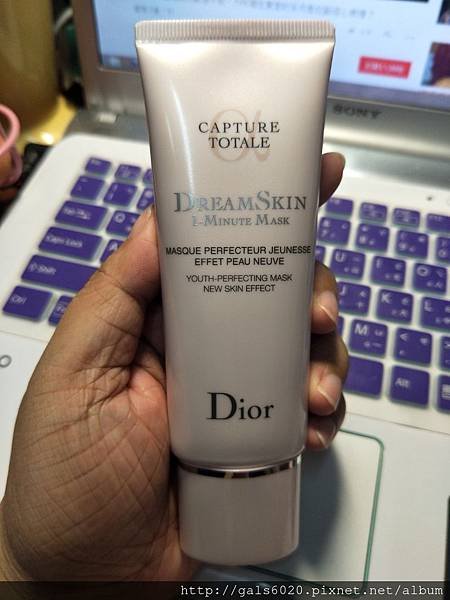 SONY
CAPTURE
TOTALE
DREAMSKIN
1-MINUTE MASK
MASQUE PERFECTEUR JEUNESSE
EFFET PEAU NEUVE
YOUTH-PERFECTING MASK
NEW SKIN EFFECT
Dior
Caps Lock
Shift
Ctrl
Alt
http://gals6020.pixnet.net/album